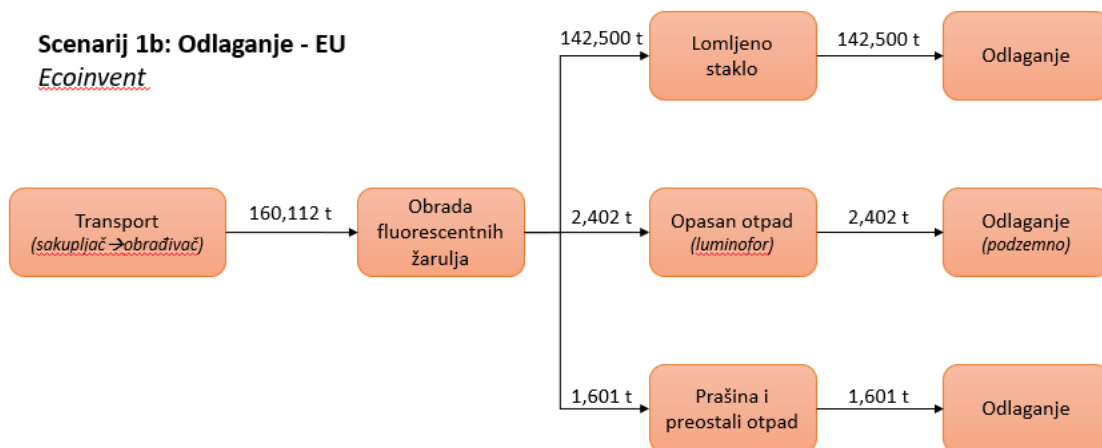 Scenarij 1b: Odlaganje - EU
Ecoinvent
142,500 t
Lomljeno
staklo
142,500 t
Odlaganje
Transport
(sakupljač→obrađivač)
160,112 t
Obrada
fluorescentnih
žarulja
2,402 t
Opasan otpad
(luminofor)
2,402 t
Odlaganje
(podzemno)
1,601 t
Prašina i
preostali otpad
1,601 t
Odlaganje